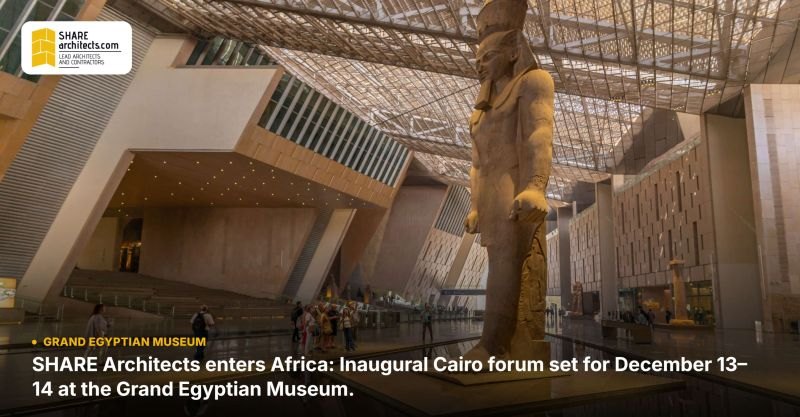 SHARE
architects.com
LEAD ARCHITECTS
AND CONTRACTORS
• GRAND EGYPTIAN MUSEUM
SHARE Architects enters Africa: Inaugural Cairo forum set for December 13–
14 at the Grand Egyptian Museum.